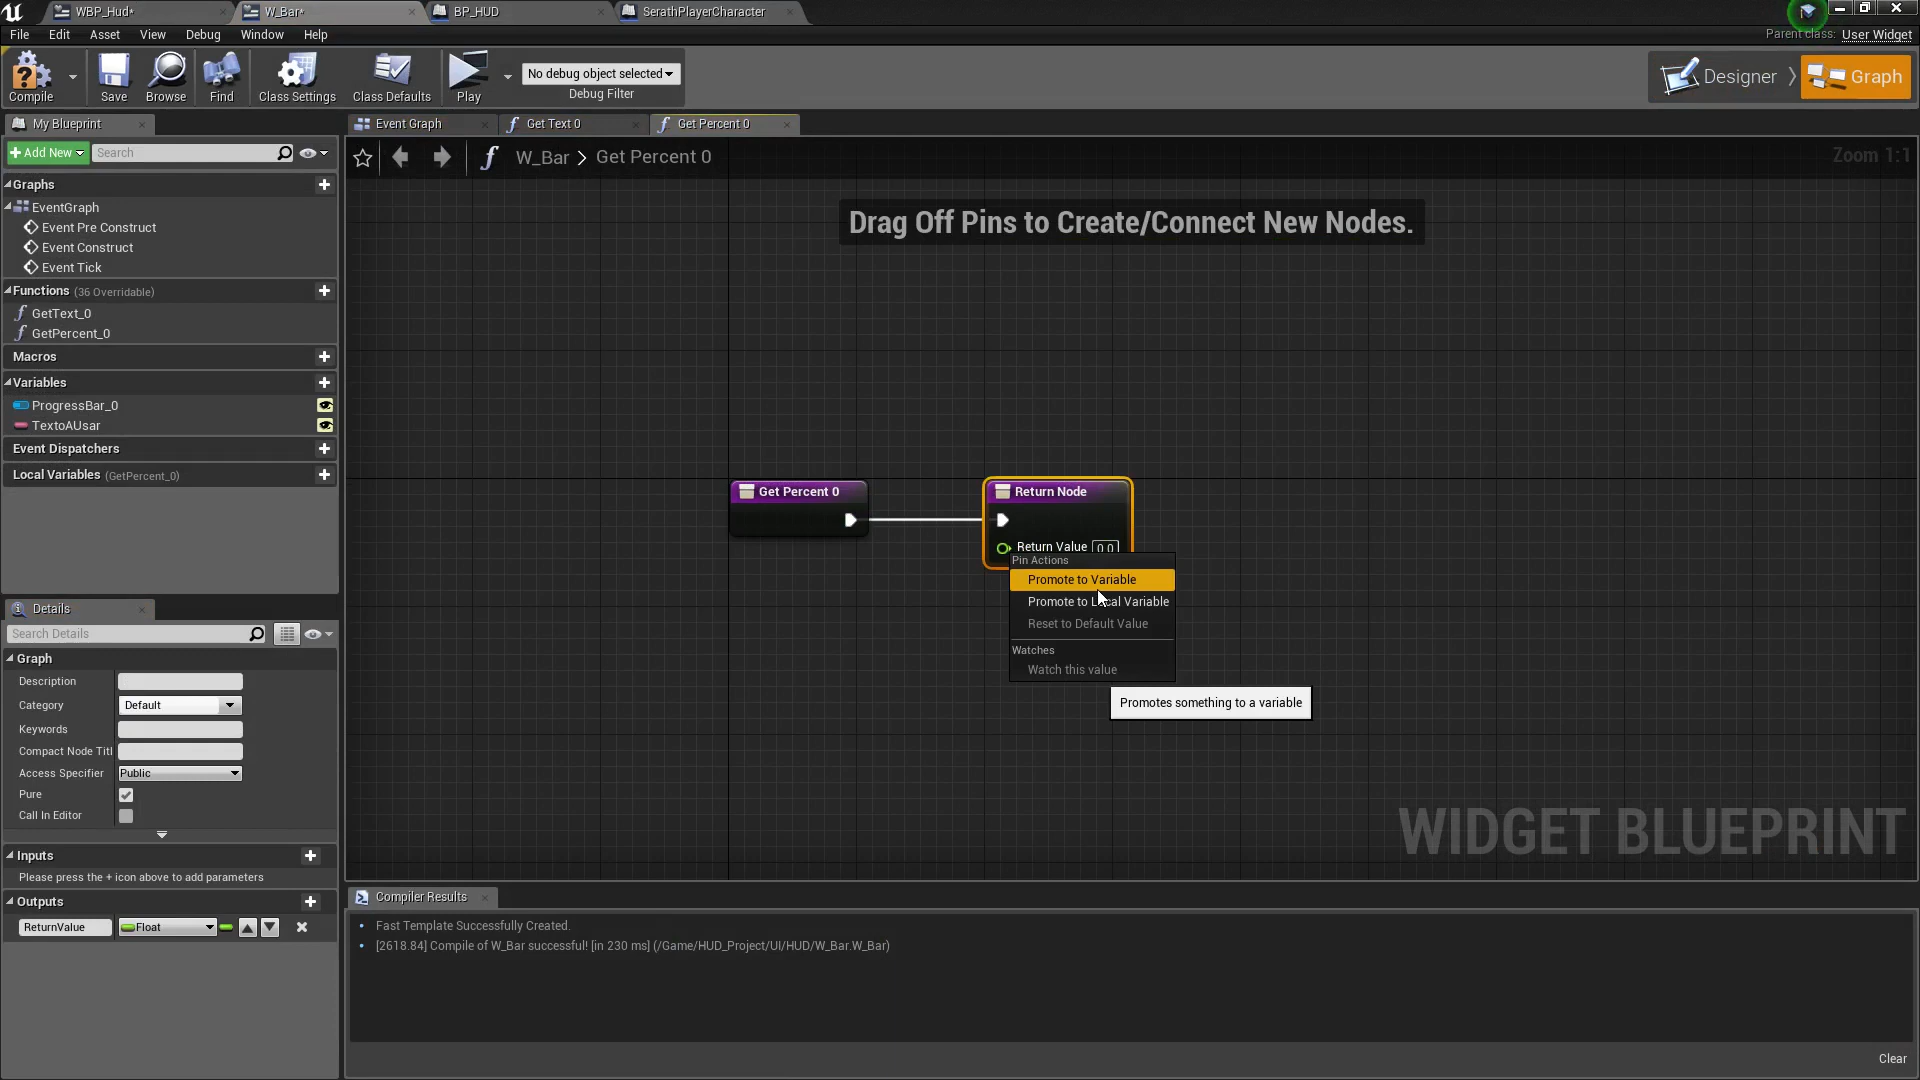 WBP_Hud*
W_Bar*
BP_HUD
SerathPlayerCharacter
File Edit Asset View Debug Window Help
Parent class: User Widget
Compile
Save
Browse
Find
Class Settings
Class Defaults
Play
No debug object selected
Debug Filter
Designer
Graph
My Blueprint
Event Graph
Get Text 0
Get Percent 0
Add New
Search
W_Bar > Get Percent 0
Zoom 1:1
Graphs
EventGraph
Event Pre Construct
Event Construct
Event Tick
Functions (36 Overridable)
GetText_0
GetPercent_0
Macros
Variables
ProgressBar_0
TextoAUsar
Event Dispatchers
Local Variables (GetPercent_0)
Drag Off Pins to Create/Connect New Nodes.
Get Percent 0
Return Node
Return Value 0.0
Pin Actions
Promote to Variable
Promote to Local Variable
Reset to Default Value
Watches
Watch this value
Promotes something to a variable
WIDGET BLUEPRINT
Details
Search Details
Graph
Description
Category Default
Keywords
Compact Node Titl
Access Specifier Public
Pure
Call In Editor
Inputs
Please press the + icon above to add parameters
Outputs
ReturnValue Float
Compiler Results
Fast Template Successfully Created.
[2618.84] Compile of W_Bar successful! [in 230 ms] (/Game/HUD_Project/UI/HUD/W_Bar.W_Bar)
Clear